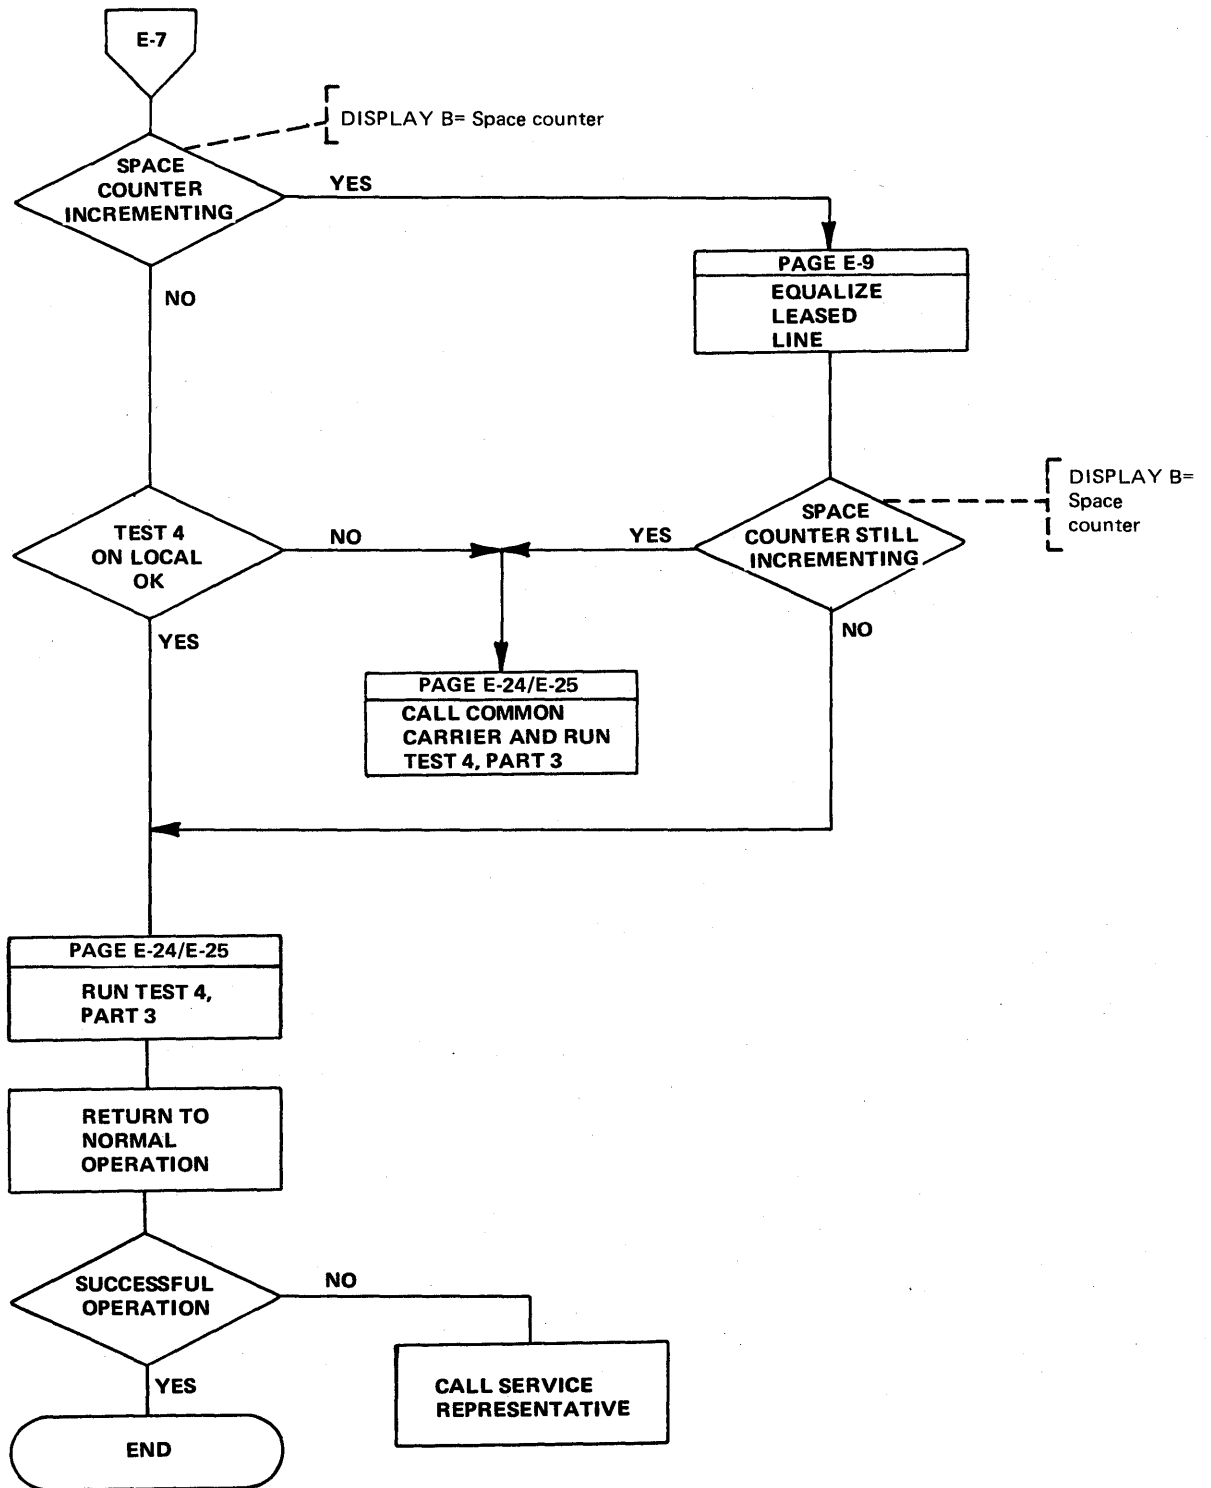 E-7
DISPLAY B= Space counter
SPACE
COUNTER
INCREMENTING
YES
NO
PAGE E-9
EQUALIZE
LEASED
LINE
DISPLAY B=
Space
counter
SPACE
COUNTER STILL
INCREMENTING
YES
NO
TEST 4
ON LOCAL
OK
NO
YES
PAGE E-24/E-25
CALL COMMON
CARRIER AND RUN
TEST 4, PART 3
PAGE E-24/E-25
RUN TEST 4,
PART 3
RETURN TO
NORMAL
OPERATION
SUCCESSFUL
OPERATION
NO
YES
CALL SERVICE
REPRESENTATIVE
END